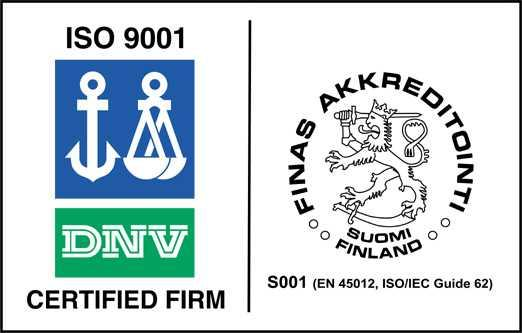 ISO 9001
DNV
CERTIFIED FIRM
FINAS AKKREDITOINTI
SUOMI
FINLAND
S001 (EN 45012, ISO/IEC Guide 62)